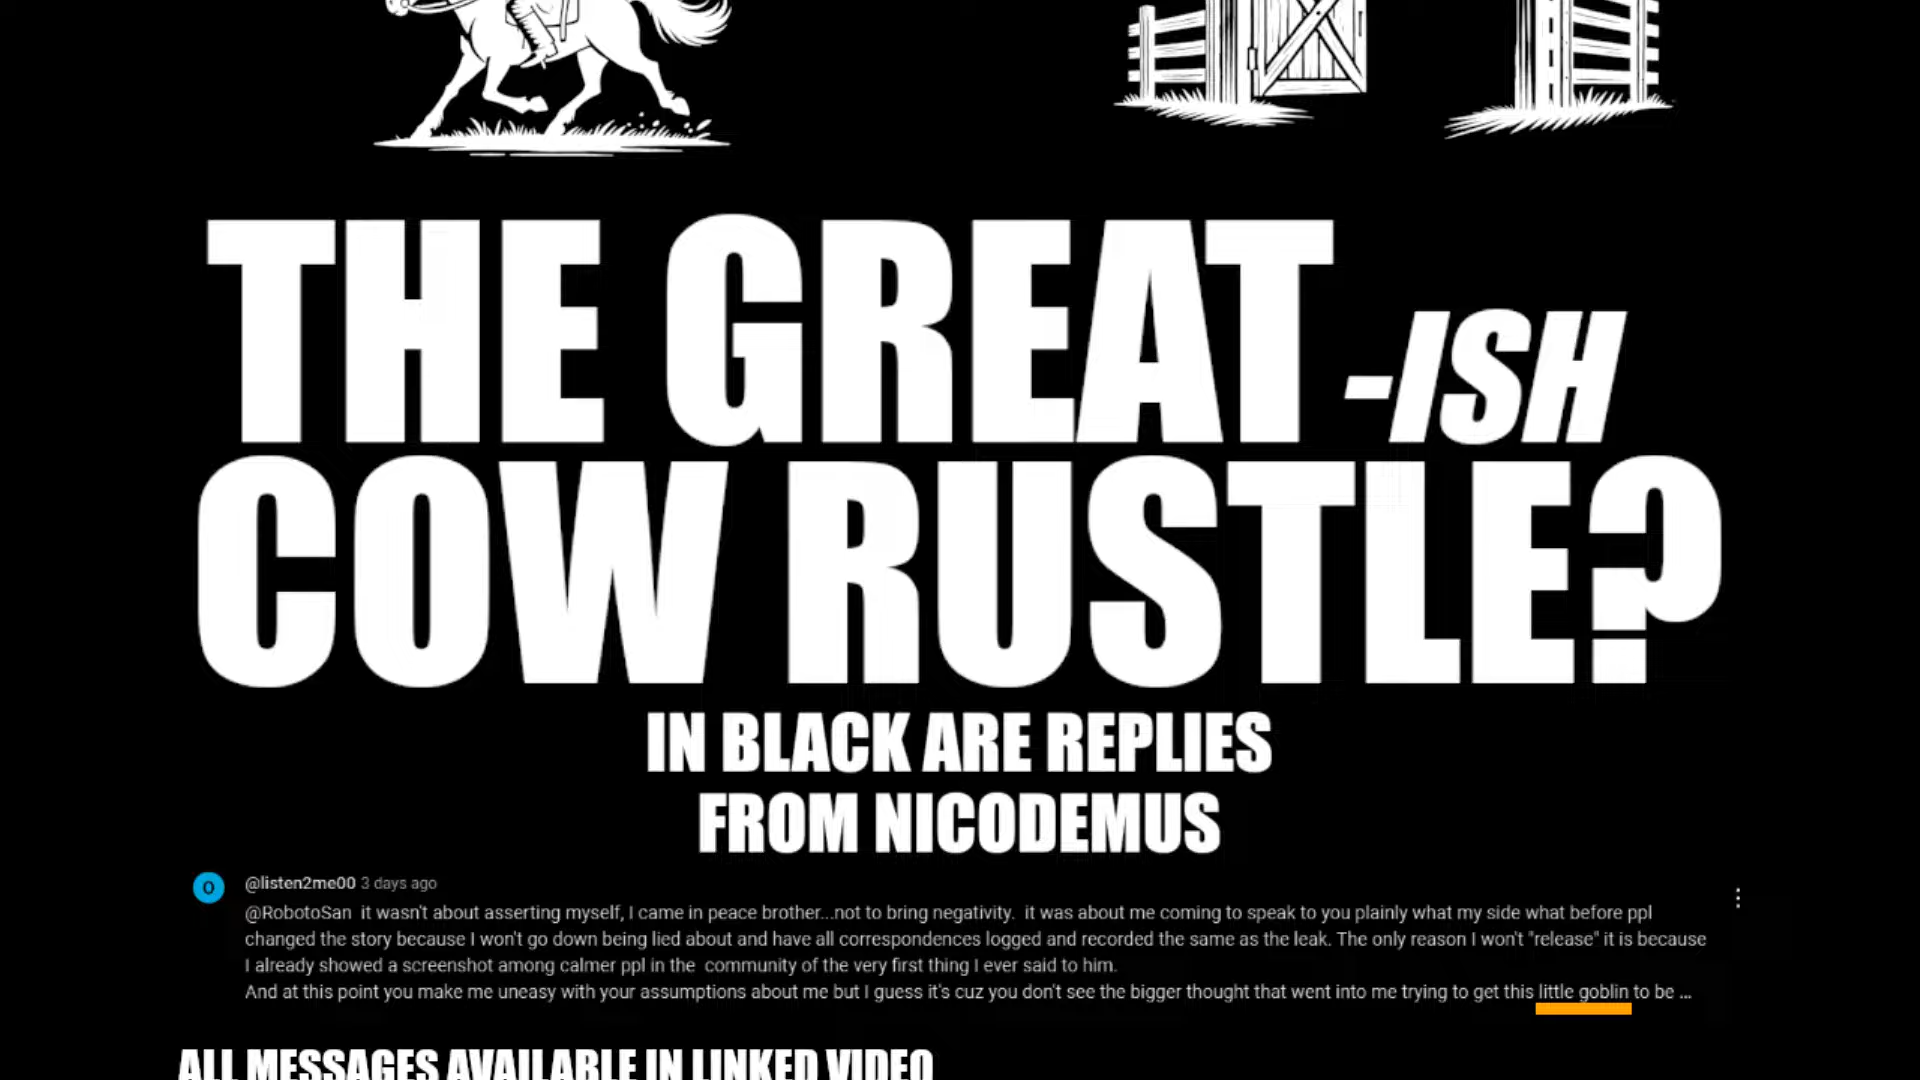 THE GREAT -ISH
COW RUSTLE?
IN BLACK ARE REPLIES
FROM NICODEMUS
O
@listen2me00 3 days ago
@RobotoSan it wasn't about asserting myself, I came in peace brother...not to bring negativity. it was about me coming to speak to you plainly what my side what before ppl
changed the story because I won't go down being lied about and have all correspondences logged and recorded the same as the leak. The only reason I won't "release" it is because
I already showed a screenshot among calmer ppl in the community of the very first thing I ever said to him.
And at this point you make me uneasy with your assumptions about me but I guess it's cuz you don't see the bigger thought that went into me trying to get this little goblin to be ...
ALL MESSAGES AVAILABLE IN LINKED VIDEO